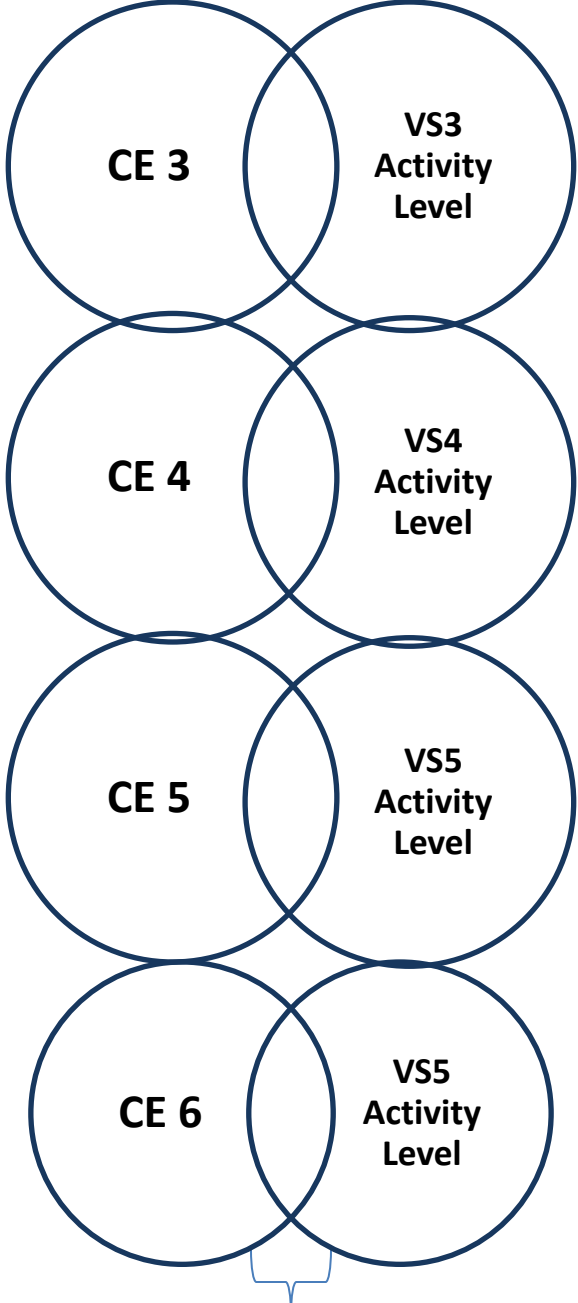 CE 3
VS3
Activity
Level
CE 4
VS4
Activity
Level
CE 5
VS5
Activity
Level
CE 6
VS5
Activity
Level